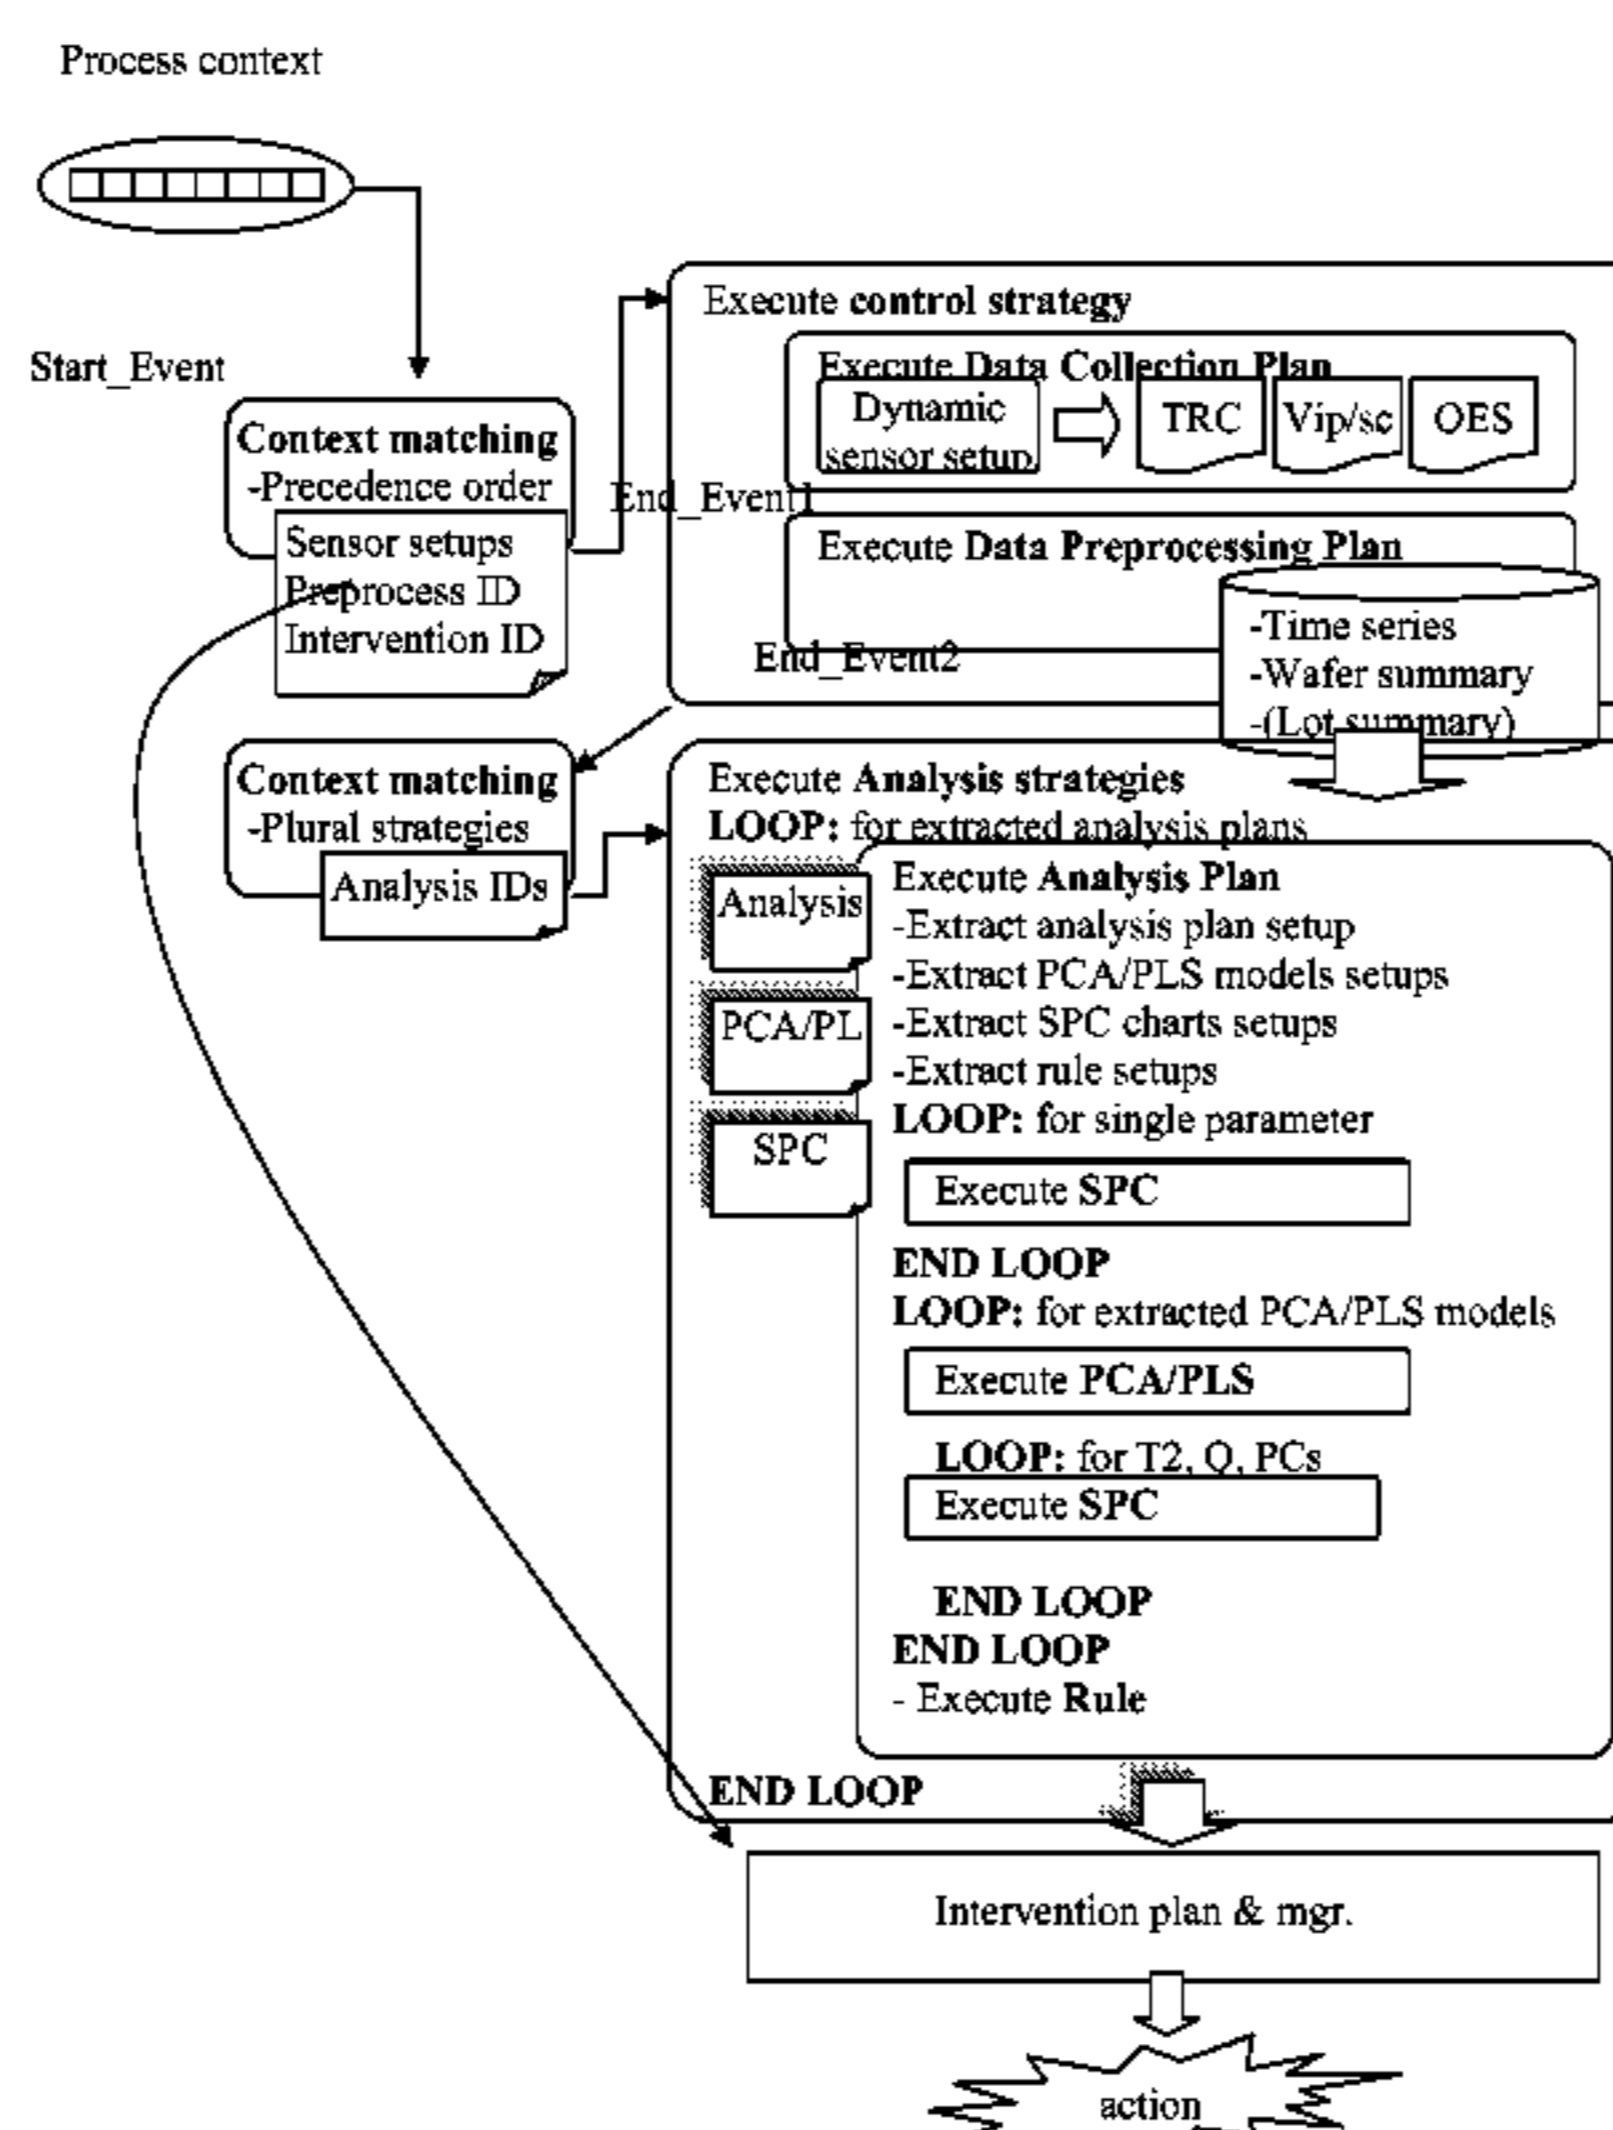 Process context
Start_Event
Context matching
-Precedence order
Sensor setups
Preprocess ID
Intervention ID
Execute control strategy
Execute Data Collection Plan
Dynamic
sensor setup
TRC
Vip/sc
OES
End_Event1
Execute Data Preprocessing Plan
-Time series
-Wafer summary
-(Lot summary)
End_Event2
Context matching
-Plural strategies
Analysis IDs
Execute Analysis strategies
LOOP: for extracted analysis plans
Analysis
PCA/PL
SPC
Execute Analysis Plan
-Extract analysis plan setup
-Extract PCA/PLS models setups
-Extract SPC charts setups
-Extract rule setups
LOOP: for single parameter
Execute SPC
END LOOP
LOOP: for extracted PCA/PLS models
Execute PCA/PLS
LOOP: for T2, Q, PCs
Execute SPC
END LOOP
END LOOP
- Execute Rule
END LOOP
Intervention plan & mgr.
action